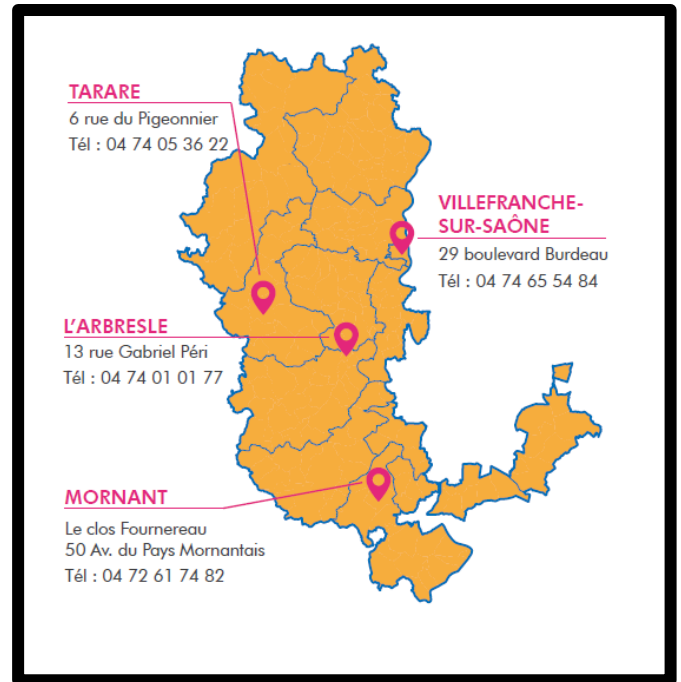 TARARE
6 rue du Pigeonnier
Tél : 04 74 05 36 22
VILLEFRANCHE-
SUR-SAÔNE
29 boulevard Burdeau
Tél : 04 74 65 54 84
L'ARBRESLE
13 rue Gabriel Péri
Tél : 04 74 01 01 77
MORNANT
Le clos Fournereau
50 Av. du Pays Mornantais
Tél : 04 72 61 74 82